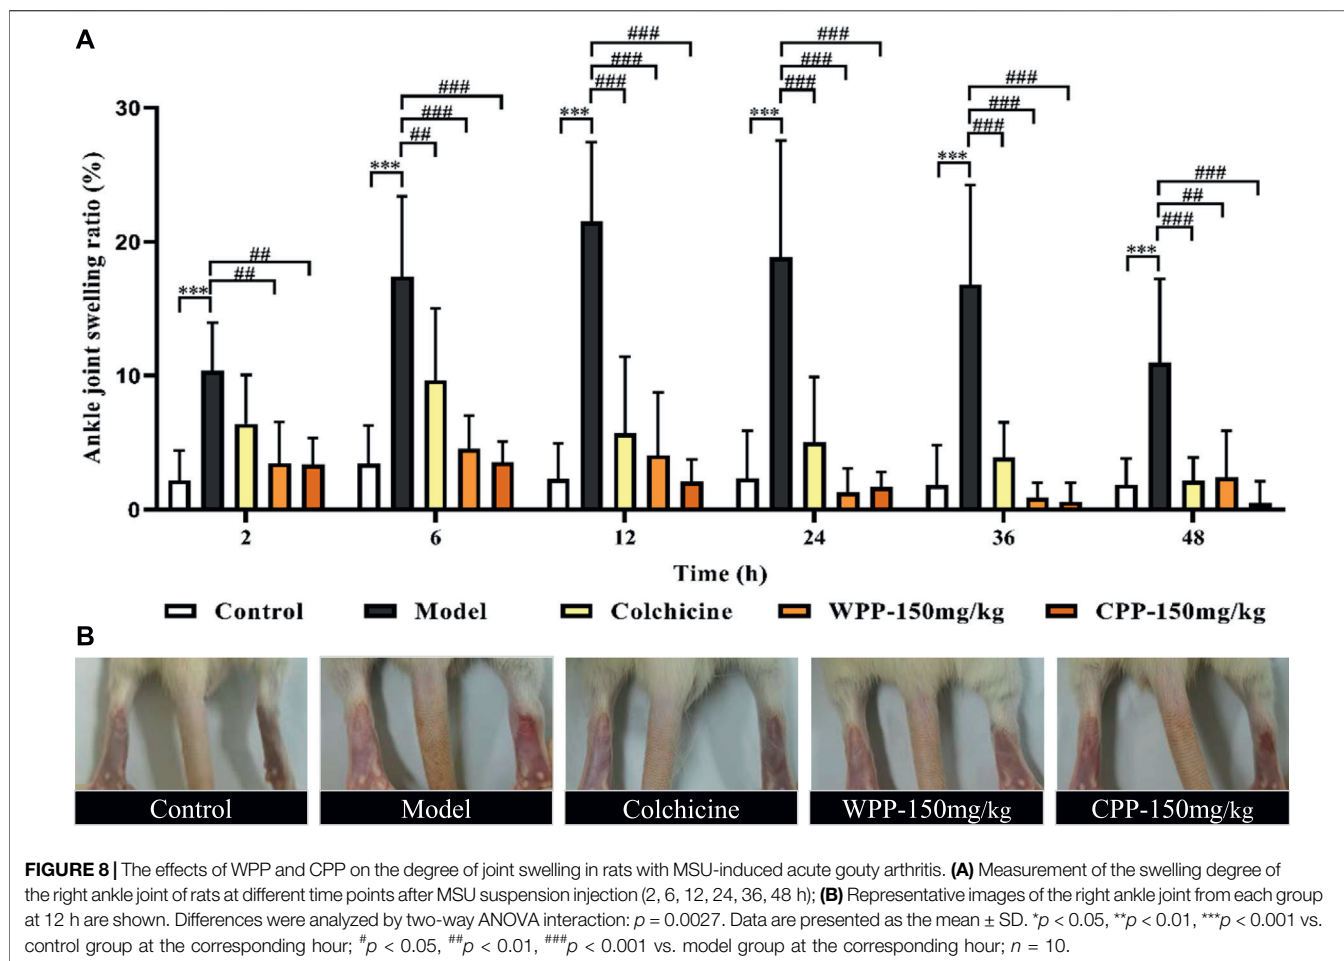 A
###
###
###
###
###
***
###
###
***
###
###
###
##
***
###
***
###
###
***
##
###
##
***
##
***
30
20
10
0
Ankle joint swelling ratio (%)
2 6 12 24 36 48
Time (h)
Control Model Colchicine WPP-150mg/kg CPP-150mg/kg
B
Control Model Colchicine WPP-150mg/kg CPP-150mg/kg
FIGURE 8 | The effects of WPP and CPP on the degree of joint swelling in rats with MSU-induced acute gouty arthritis. (A) Measurement of the swelling degree of
the right ankle joint of rats at different time points after MSU suspension injection (2, 6, 12, 24, 36, 48 h); (B) Representative images of the right ankle joint from each group
at 12 h are shown. Differences were analyzed by two-way ANOVA interaction: p = 0.0027. Data are presented as the mean ± SD. *p < 0.05, **p < 0.01, ***p < 0.001 vs.
control group at the corresponding hour; #p < 0.05, ##p < 0.01, ###p < 0.001 vs. model group at the corresponding hour; n = 10.